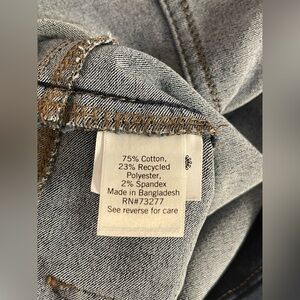 75% Cotton,
23% Recycled
Polyester,
2% Spandex
Made in Bangladesh
RN#73277
See reverse for care